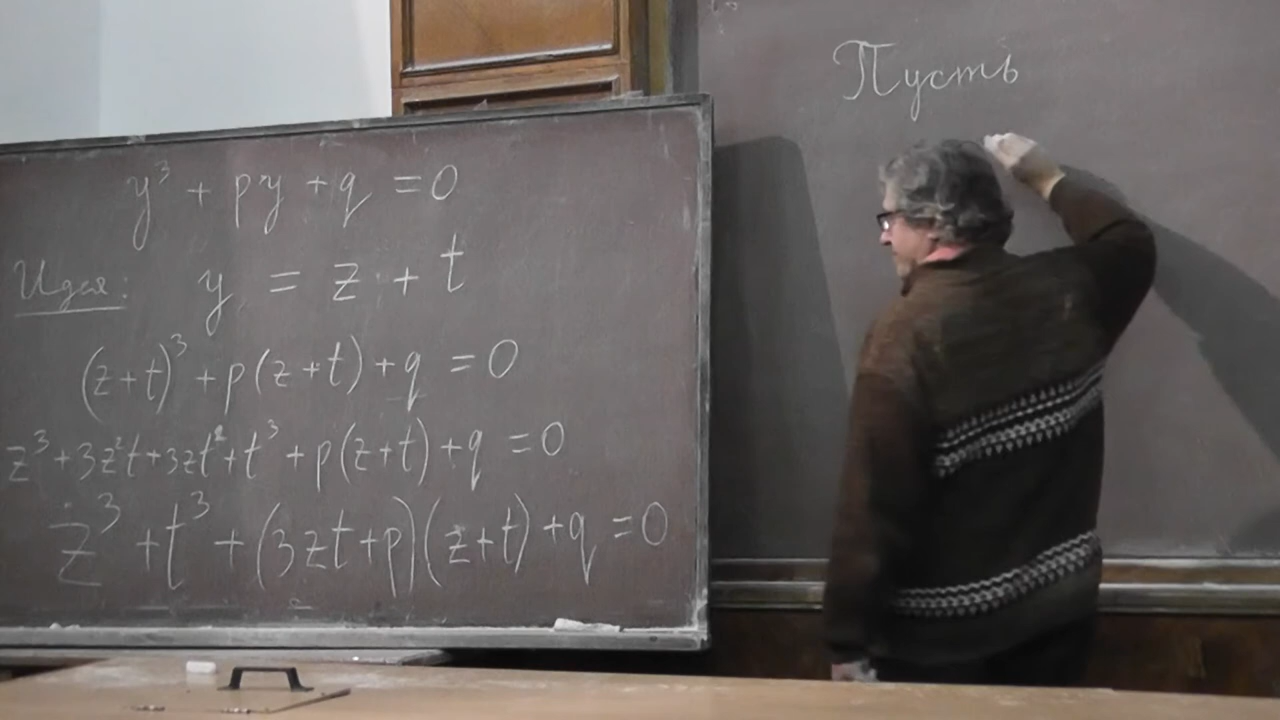 y³ + py + q = 0
Идея: y = z + t
(z+t)³ + p(z+t) + q = 0
z³ + 3z²t + 3zt² + t³ + p(z+t) + q = 0
z³ + t³ + (3zt+p)(z+t) + q = 0
Пусть